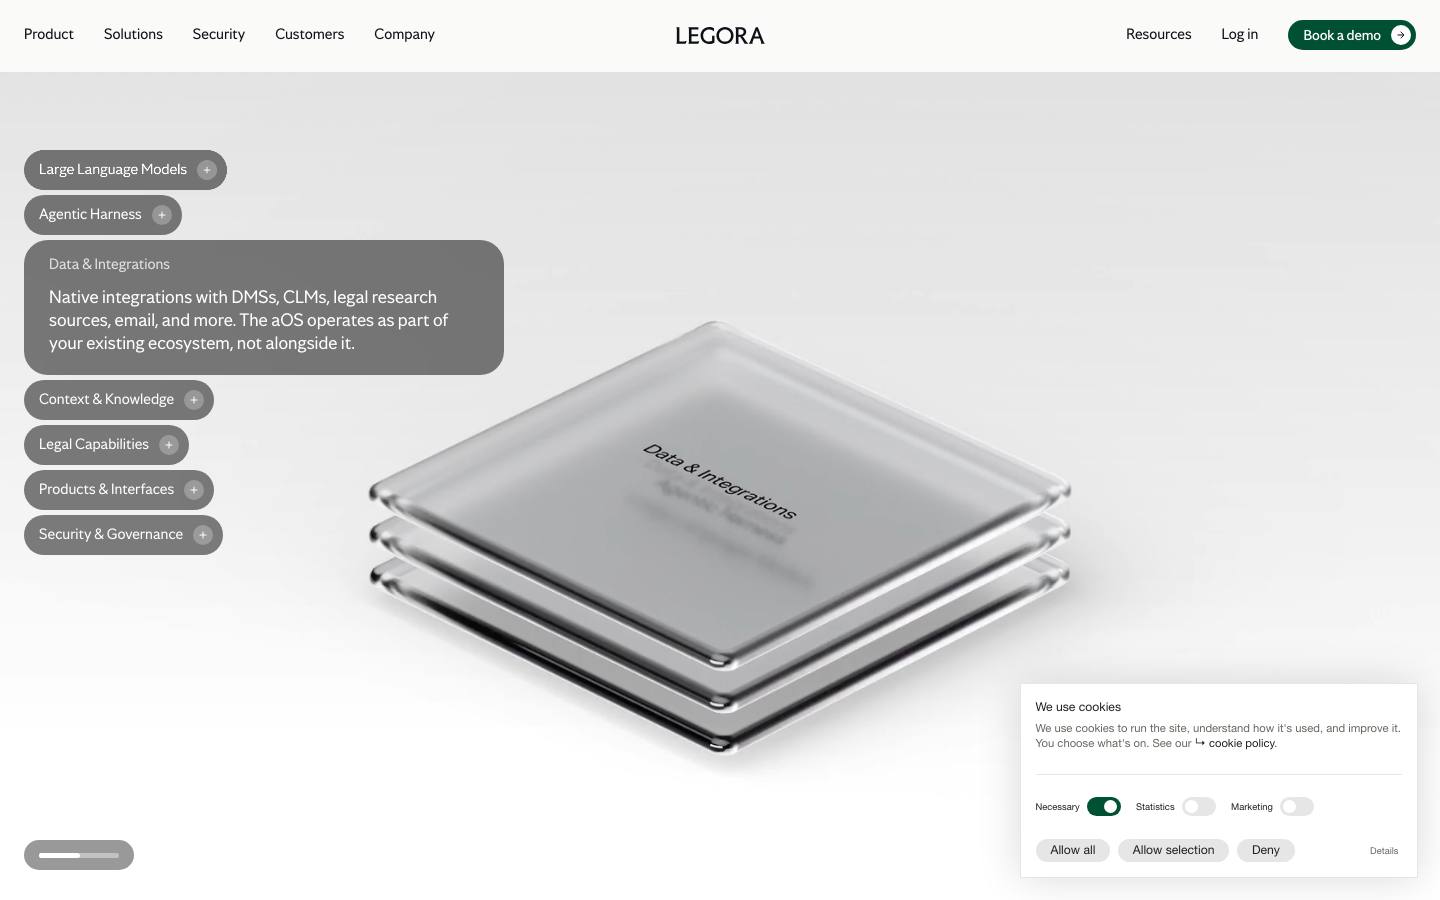 Product
Solutions
Security
Customers
Company
LEGORA
Resources
Log in
Book a demo
Large Language Models
Agentic Harness
Data & Integrations
Native integrations with DMSs, CLMs, legal research
sources, email, and more. The aOS operates as part of
your existing ecosystem, not alongside it.
Context & Knowledge
Legal Capabilities
Products & Interfaces
Security & Governance
Data & Integrations
Agentic Harness
We use cookies
We use cookies to run the site, understand how it's used, and improve it.
You choose what's on. See our ↳ cookie policy.
Necessary
Statistics
Marketing
Allow all
Allow selection
Deny
Details